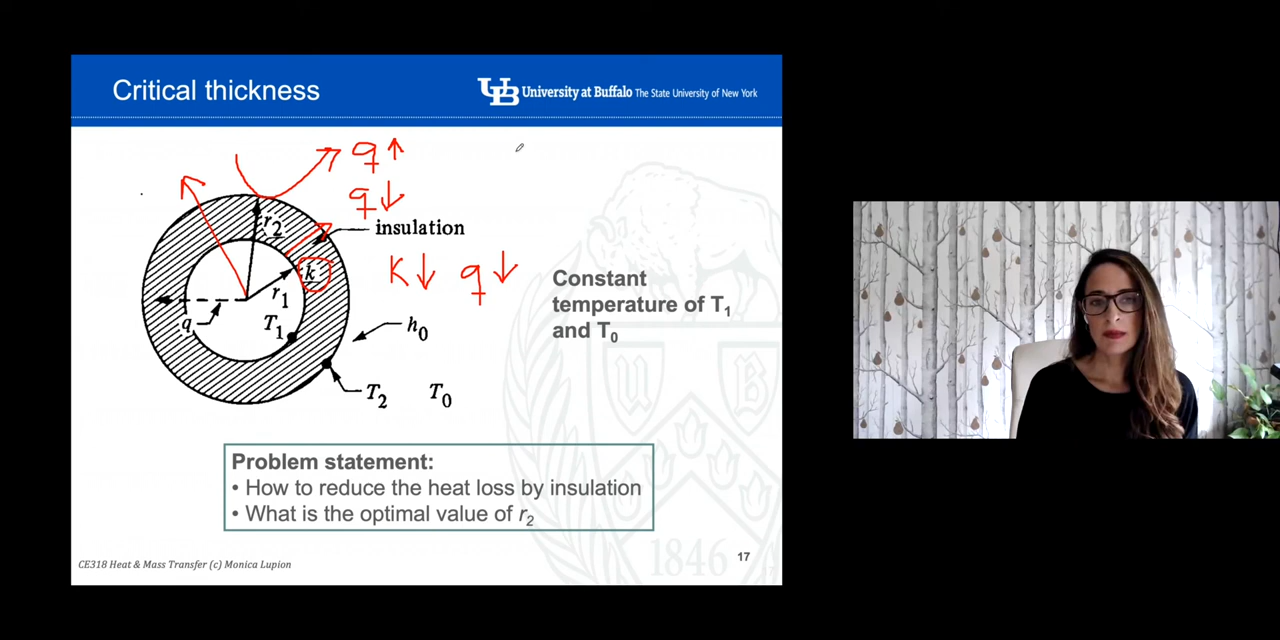 Critical thickness
UB University at Buffalo The State University of New York
q ↑
q ↓
r2
insulation
k
K ↓ q ↓
r1
q
T1
h0
T2
T0
Constant
temperature of T1
and T0
Problem statement:
• How to reduce the heat loss by insulation
• What is the optimal value of r2
CE318 Heat & Mass Transfer (c) Monica Lupion
17
U B
1846